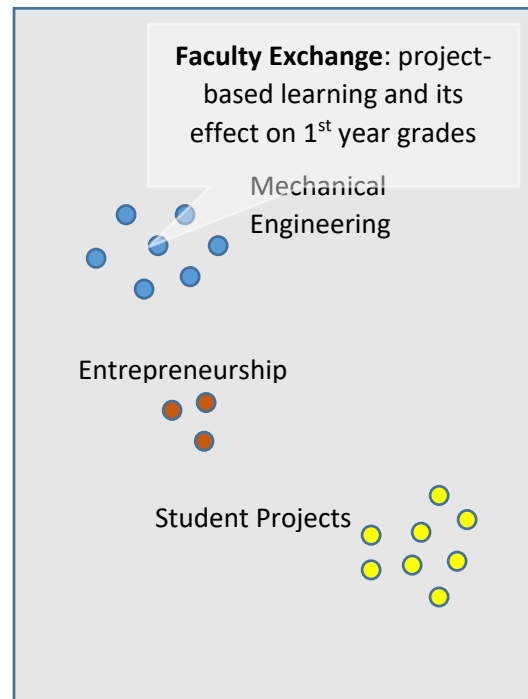 Faculty Exchange: project-
based learning and its
effect on 1st year grades
Mechanical
Engineering
Entrepreneurship
Student Projects